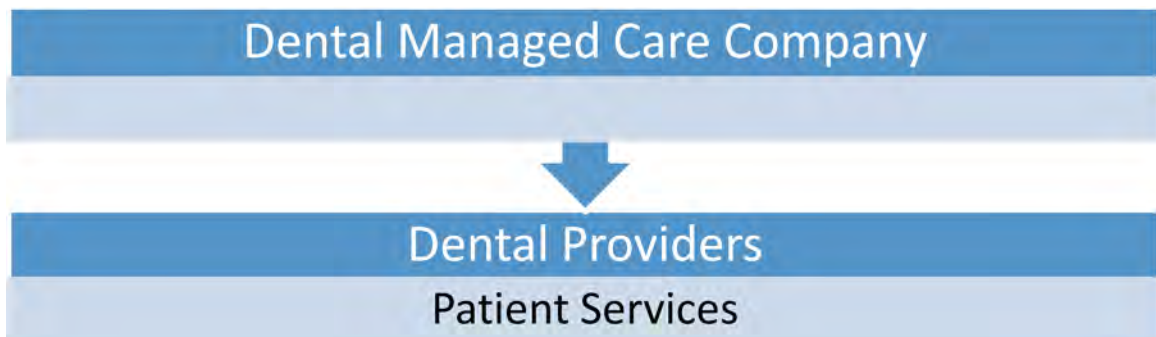 Dental Managed Care Company
Dental Providers
Patient Services